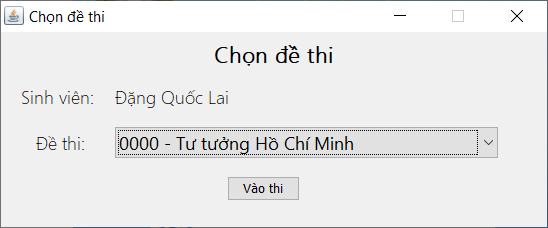 Chọn đề thi
Chọn đề thi
Sinh viên: Đặng Quốc Lai
Đề thi: 0000 - Tư tưởng Hồ Chí Minh
Vào thi